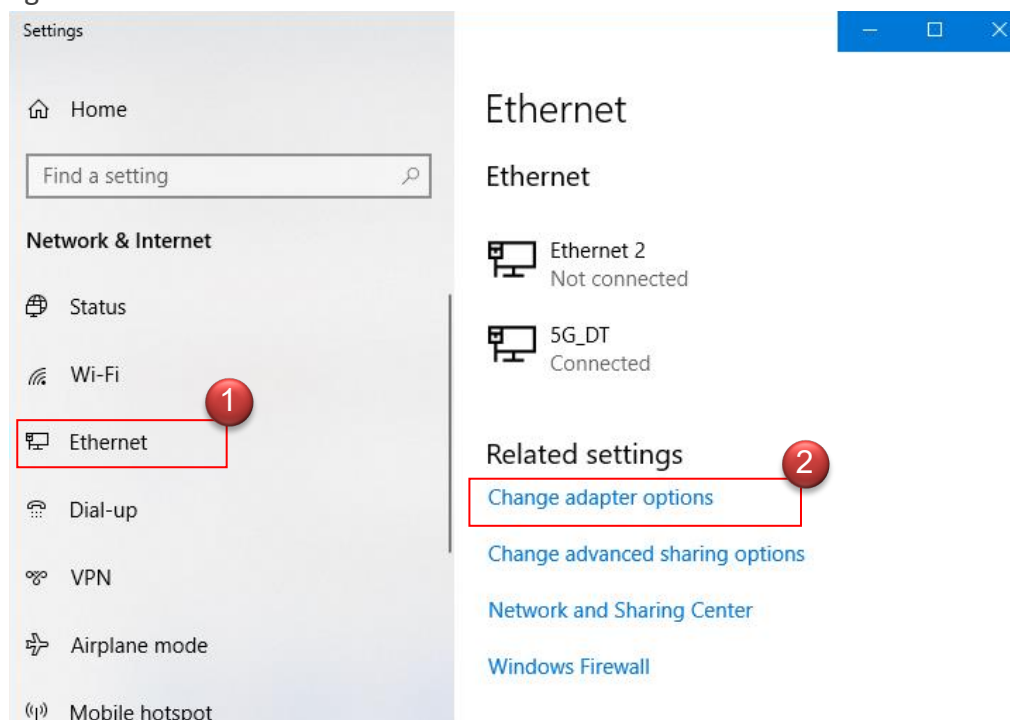 Settings
Home
Find a setting
Network & Internet
Status
Wi-Fi
1
Ethernet
Dial-up
VPN
Airplane mode
Mobile hotspot
Ethernet
Ethernet
Ethernet 2
Not connected
5G_DT
Connected
Related settings
2
Change adapter options
Change advanced sharing options
Network and Sharing Center
Windows Firewall